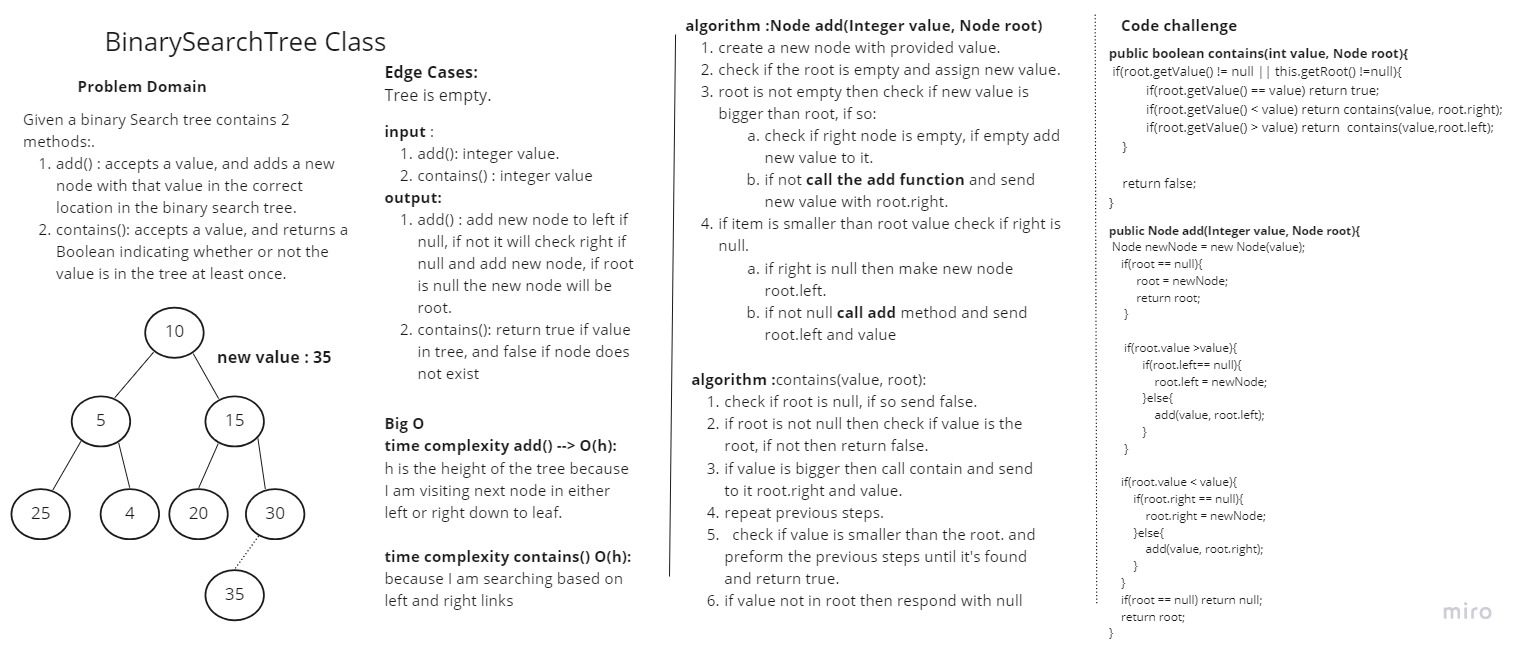 BinarySearchTree Class
Problem Domain
Given a binary Search tree contains 2
methods:.
1. add() : accepts a value, and adds a new
node with that value in the correct
location in the binary search tree.
2. contains(): accepts a value, and returns a
Boolean indicating whether or not the
value is in the tree at least once.
10
new value : 35
5
15
25
4
20
30
35
Edge Cases:
Tree is empty.
input :
1. add(): integer value.
2. contains() : integer value
output:
1. add() : add new node to left if
null, if not it will check right if
null and add new node, if root
is null the new node will be
root.
2. contains(): return true if value
in tree, and false if node does
not exist
Big O
time complexity add() --> O(h):
h is the height of the tree because
I am visiting next node in either
left or right down to leaf.
time complexity contains() O(h):
because I am searching based on
left and right links
algorithm :Node add(Integer value, Node root)
1. create a new node with provided value.
2. check if the root is empty and assign new value.
3. root is not empty then check if new value is
bigger than root, if so:
a. check if right node is empty, if empty add
new value to it.
b. if not call the add function and send
new value with root.right.
4. if item is smaller than root value check if right is
null.
a. if right is null then make new node
root.left.
b. if not null call add method and send
root.left and value
algorithm :contains(value, root):
1. check if root is null, if so send false.
2. if root is not null then check if value is the
root, if not then return false.
3. if value is bigger then call contain and send
to it root.right and value.
4. repeat previous steps.
5. check if value is smaller than the root. and
preform the previous steps until it's found
and return true.
6. if value not in root then respond with null
Code challenge
public boolean contains(int value, Node root){
if(root.getValue() != null || this.getRoot() !=null){
if(root.getValue() == value) return true;
if(root.getValue() < value) return contains(value, root.right);
if(root.getValue() > value) return contains(value,root.left);
}
return false;
}
public Node add(Integer value, Node root){
Node newNode = new Node(value);
if(root == null){
root = newNode;
return root;
}
if(root.value >value){
if(root.left== null){
root.left = newNode;
}else{
add(value, root.left);
}
}
if(root.value < value){
if(root.right == null){
root.right = newNode;
}else{
add(value, root.right);
}
}
if(root == null) return null;
return root;
}
miro